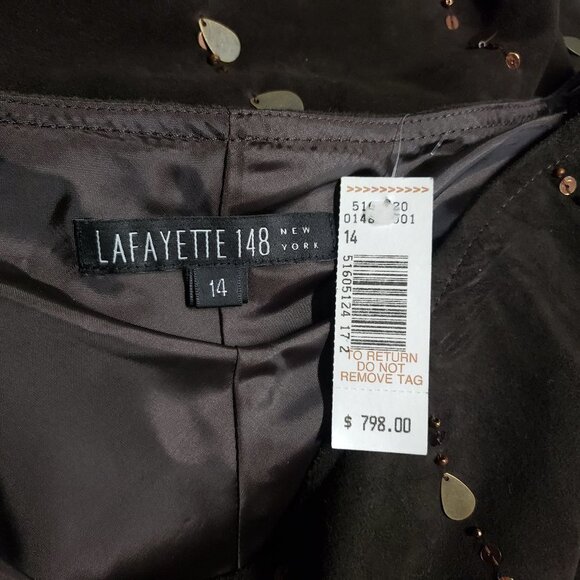 LAFAYETTE 148 NEW YORK
14
>>>>>>>>>>>
14
51605124 17 2
TO RETURN
DO NOT
REMOVE TAG
$ 798.00